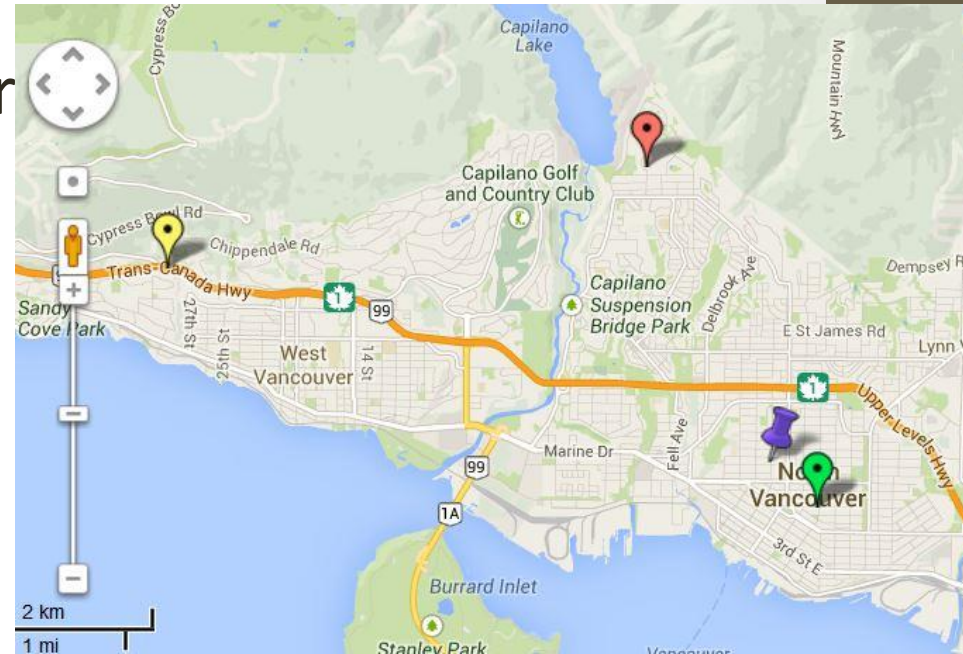 r
Cypress Bo
Capilano
Lake
Mountain Hwy
Capilano Golf
and Country Club
Cypress Bowl Rd
Chippendale Rd
Trans-Canada Hwy
1
99
Sandy
Cove Park
27th St
25th St
West
Vancouver
14 St
Capilano
Suspension
Bridge Park
Delbrook Ave
Dempsey R
E St James Rd
Lynn
1
Upper Levels Hwy
Marine Dr
Fell Ave
99
1A
North
Vancouver
3rd St E
Burrard Inlet
Stanley Park
Vancouver
2 km
1 mi